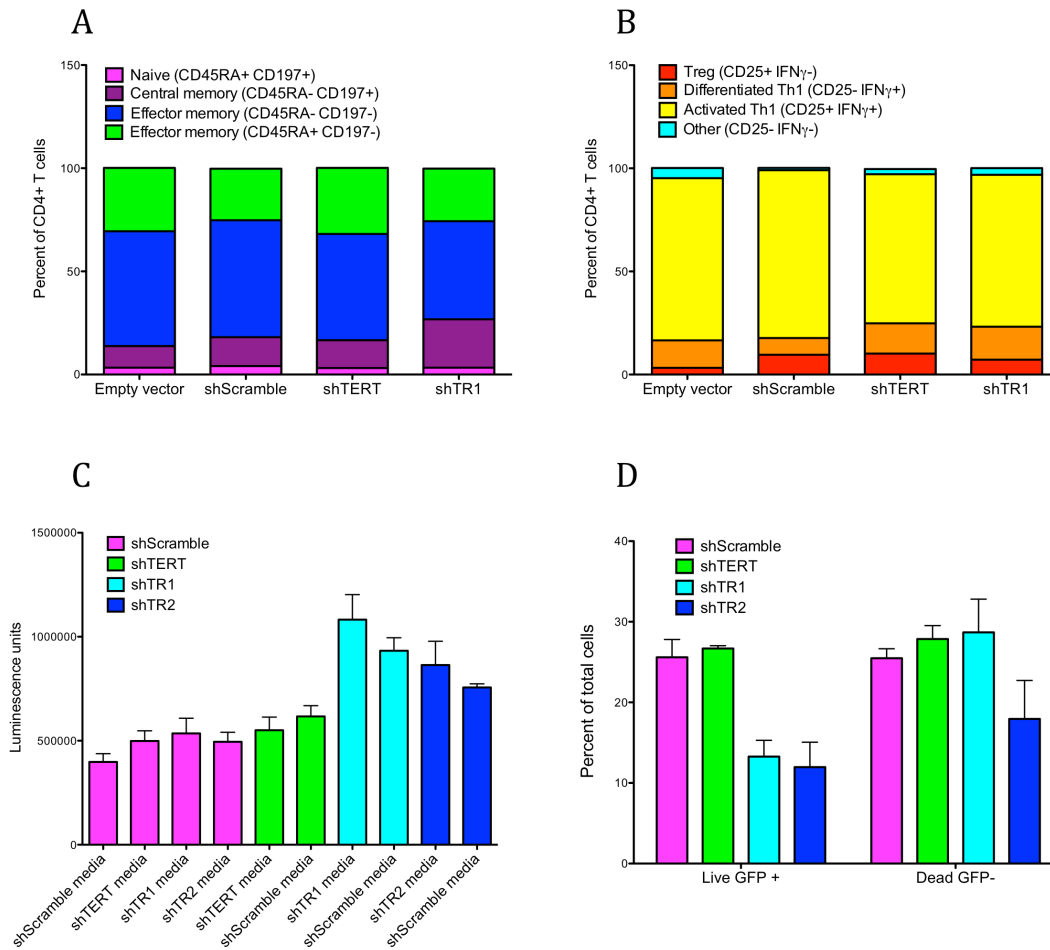 A
Naive (CD45RA+ CD197+)
Central memory (CD45RA- CD197+)
Effector memory (CD45RA- CD197-)
Effector memory (CD45RA+ CD197-)
Percent of CD4+ T cells
150
100
50
0
Empty vector
shScramble
shTERT
shTR1
B
Treg (CD25+ IFNγ-)
Differentiated Th1 (CD25- IFNγ+)
Activated Th1 (CD25+ IFNγ+)
Other (CD25- IFNγ-)
Percent of CD4+ T cells
150
100
50
0
Empty vector
shScramble
shTERT
shTR1
C
shScramble
shTERT
shTR1
shTR2
Luminescence units
1500000
1000000
500000
0
shScramble media
shTERT media
shTR1 media
shTR2 media
shTERT media
shScramble media
shTR1 media
shScramble media
shTR2 media
shScramble media
D
shScramble
shTERT
shTR1
shTR2
Percent of total cells
40
30
20
10
0
Live GFP +
Dead GFP-